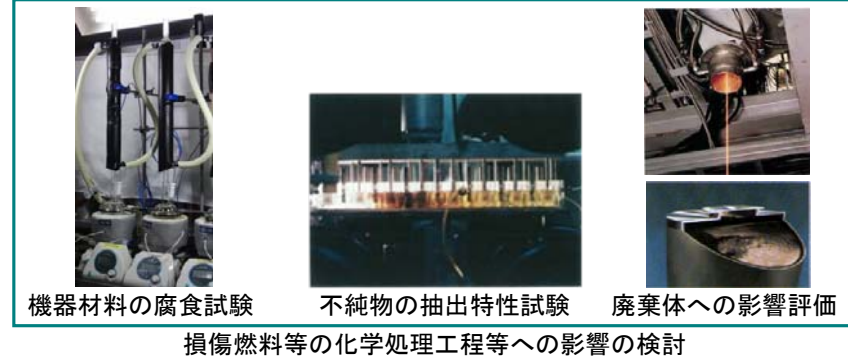 機器材料の腐食試験
不純物の抽出特性試験
廃棄体への影響評価
損傷燃料等の化学処理工程等への影響の検討